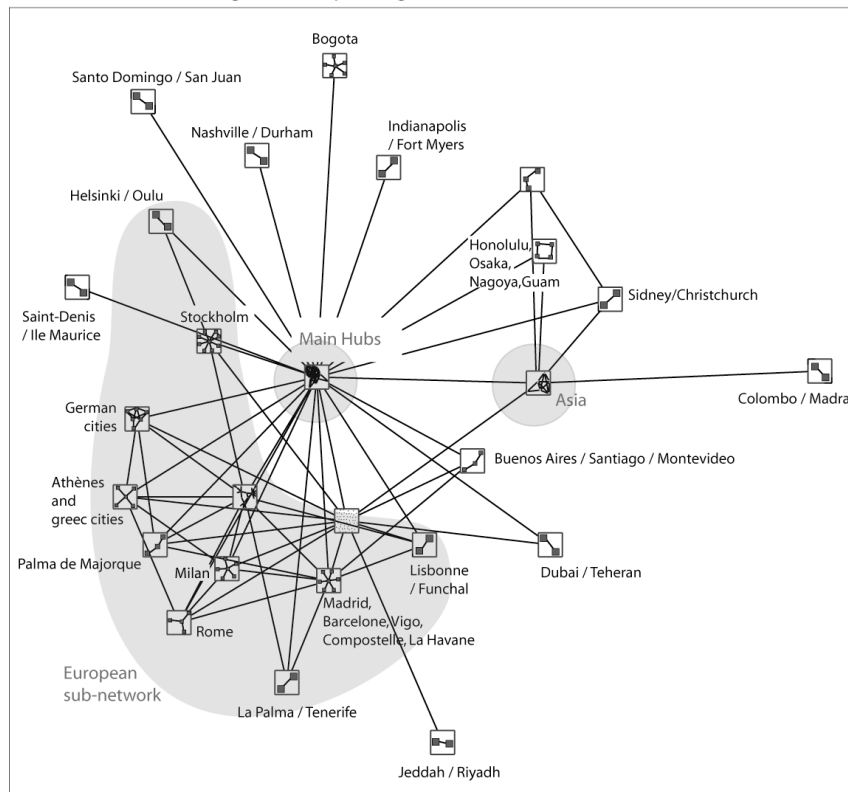 Bogota
Santo Domingo / San Juan
Nashville / Durham
Indianapolis
/ Fort Myers
Helsinki / Oulu
Honolulu,
Osaka,
Nagoya,Guam
Sidney/Christchurch
Saint-Denis
/ Ile Maurice
Stockholm
Main Hubs
Asia
Colombo / Madra
German
cities
Buenos Aires / Santiago / Montevideo
Athènes
and
greec cities
Palma de Majorque
Milan
Lisbonne
/ Funchal
Dubai / Teheran
Madrid,
Barcelone,Vigo,
Compostelle, La Havane
Rome
European
sub-network
La Palma / Tenerife
Jeddah / Riyadh